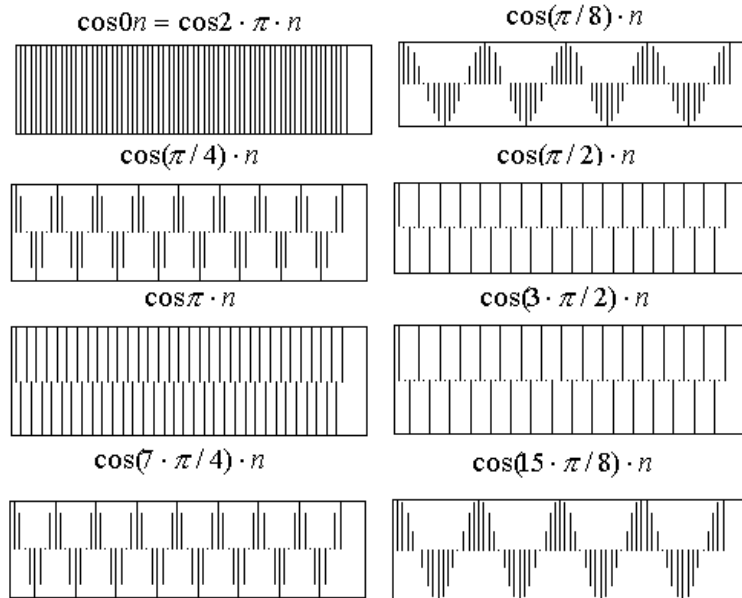 cos0n = cos2 · π · n
cos(π/8) · n
cos(π / 4) · n
cos(π/2) · n
cosπ · n
cos(3 · π/2) · n
cos(7 · π/4) · n
cos(15 · π/8) · n